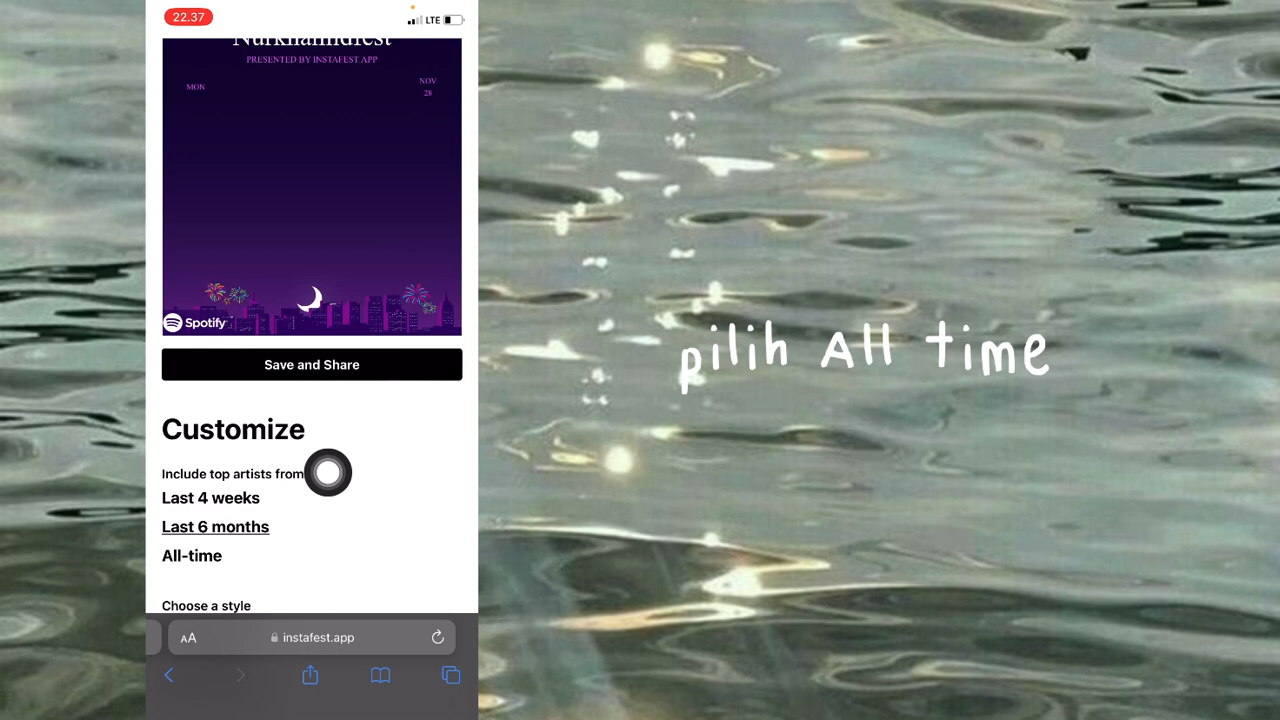 22.37
LTE
PRESENTED BY INSTAFEST.APP
MON
NOV
28
Spotify
Save and Share
Customize
Include top artists from
Last 4 weeks
Last 6 months
All-time
Choose a style
AA
instafest.app
pilih All time